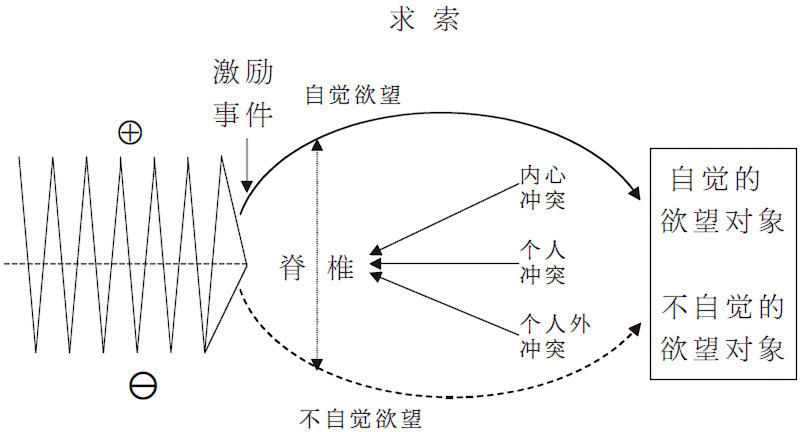 求索
激励
事件
自觉欲望
⊕
内心
冲突
自觉的
欲望对象
脊椎
个人
冲突
个人外
冲突
不自觉的
欲望对象
⊖
不自觉欲望